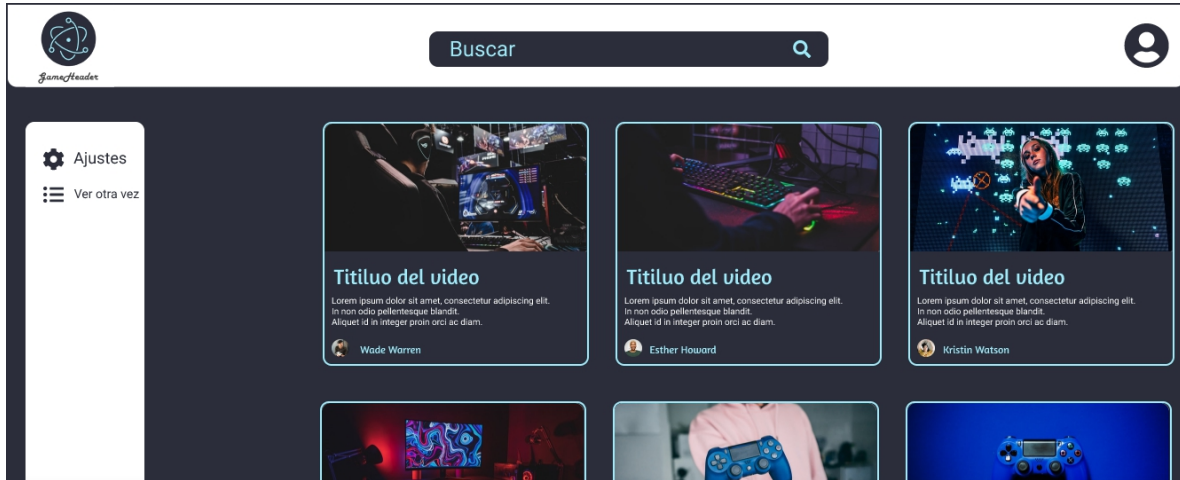 GameHeader
Buscar
Ajustes
Ver otra vez
Titiluo del video
Lorem ipsum dolor sit amet, consectetur adipiscing elit.
In non odio pellentesque blandit.
Aliquet id in integer proin orci ac diam.
Wade Warren
Titiluo del video
Lorem ipsum dolor sit amet, consectetur adipiscing elit.
In non odio pellentesque blandit.
Aliquet id in integer proin orci ac diam.
Esther Howard
Titiluo del video
Lorem ipsum dolor sit amet, consectetur adipiscing elit.
In non odio pellentesque blandit.
Aliquet id in integer proin orci ac diam.
Kristin Watson